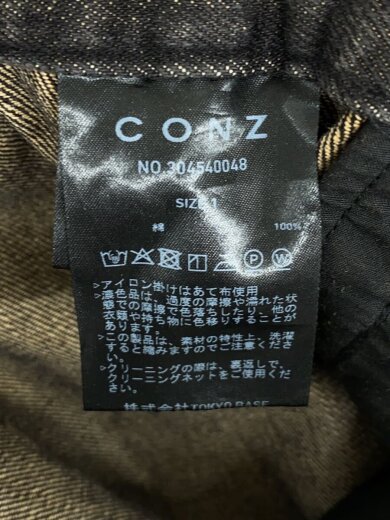 CONZ
NO.304540048
SIZE 1
綿 100%
P W
▷アイロン掛けはあて布使用
▷濃色品は、過度の摩擦や濡れた状
態での摩擦で色落ちしたり、他の
衣類や持ち物に色移りすることが
あります。
▷この製品は、素材の特性上、洗濯
すると縮みますのでご注意くださ
い。
▷クリーニングの際は、裏返しで、
クリーニングネットをご使用くだ
さい。
株式会社TOKYO BASE